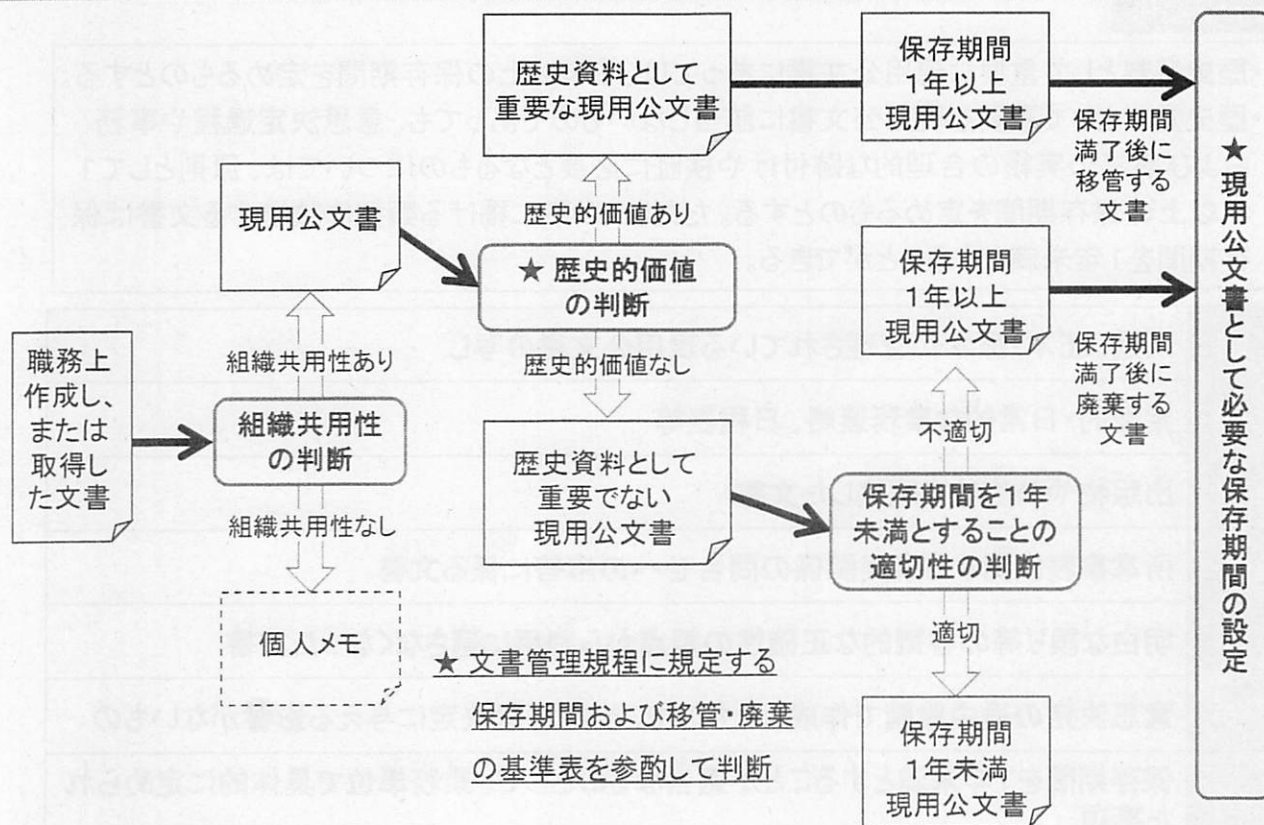 職務上
作成し、
または
取得し
た文書
現用公文書
組織共用性あり
組織共用性
の判断
組織共用性なし
個人メモ
歴史資料として
重要な現用公文書
歴史的価値あり
★ 歴史的価値
の判断
歴史的価値なし
歴史資料として
重要でない
現用公文書
★ 文書管理規程に規定する
保存期間および移管・廃棄
の基準表を参酌して判断
保存期間
1年以上
現用公文書
保存期間
満了後に
移管する
文書
保存期間
1年以上
現用公文書
保存期間
満了後に
廃棄する
文書
不適切
保存期間を1年
未満とすることの
適切性の判断
適切
保存期間
1年未満
現用公文書
★現用公文書として必要な保存期間の設定